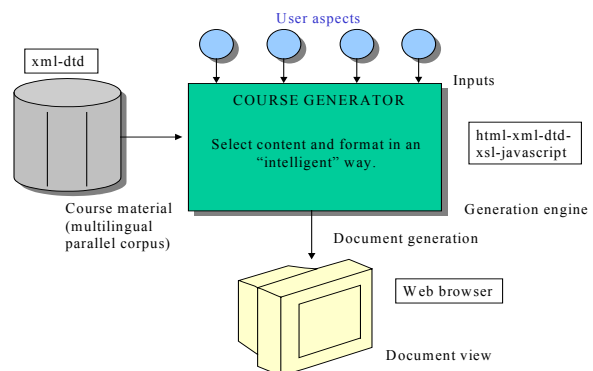 User aspects
xml-dtd
Inputs
COURSE GENERATOR
Select content and format in an
“intelligent” way.
html-xml-dtd-
xsl-javascript
Course material
(multilingual
parallel corpus)
Generation engine
Document generation
Web browser
Document view